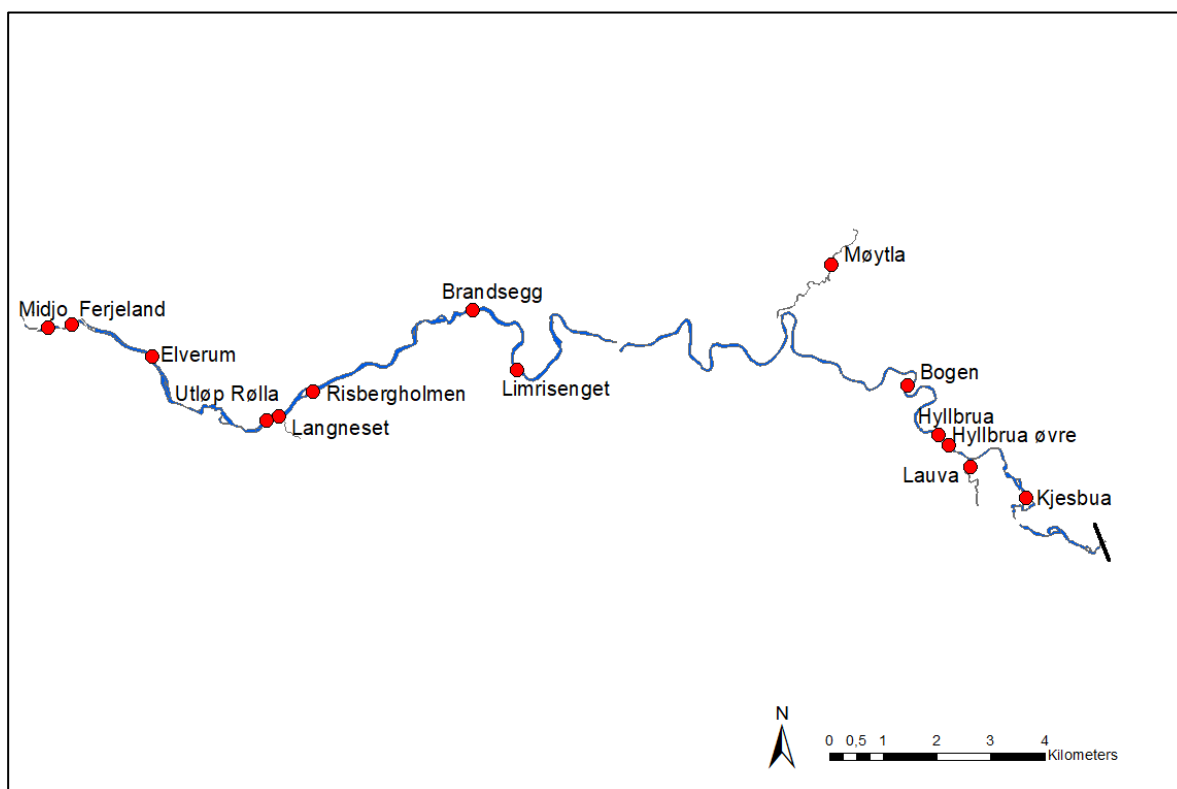 Møytla
Brandsegg
Midjo
Ferjeland
Elverum
Limrisenget
Bogen
Utløp Rølla
Risbergholmen
Langneset
Hyllbrua
Hyllbrua øvre
Lauva
Kjesbua
N
0 0,5 1 2 3 4
Kilometers